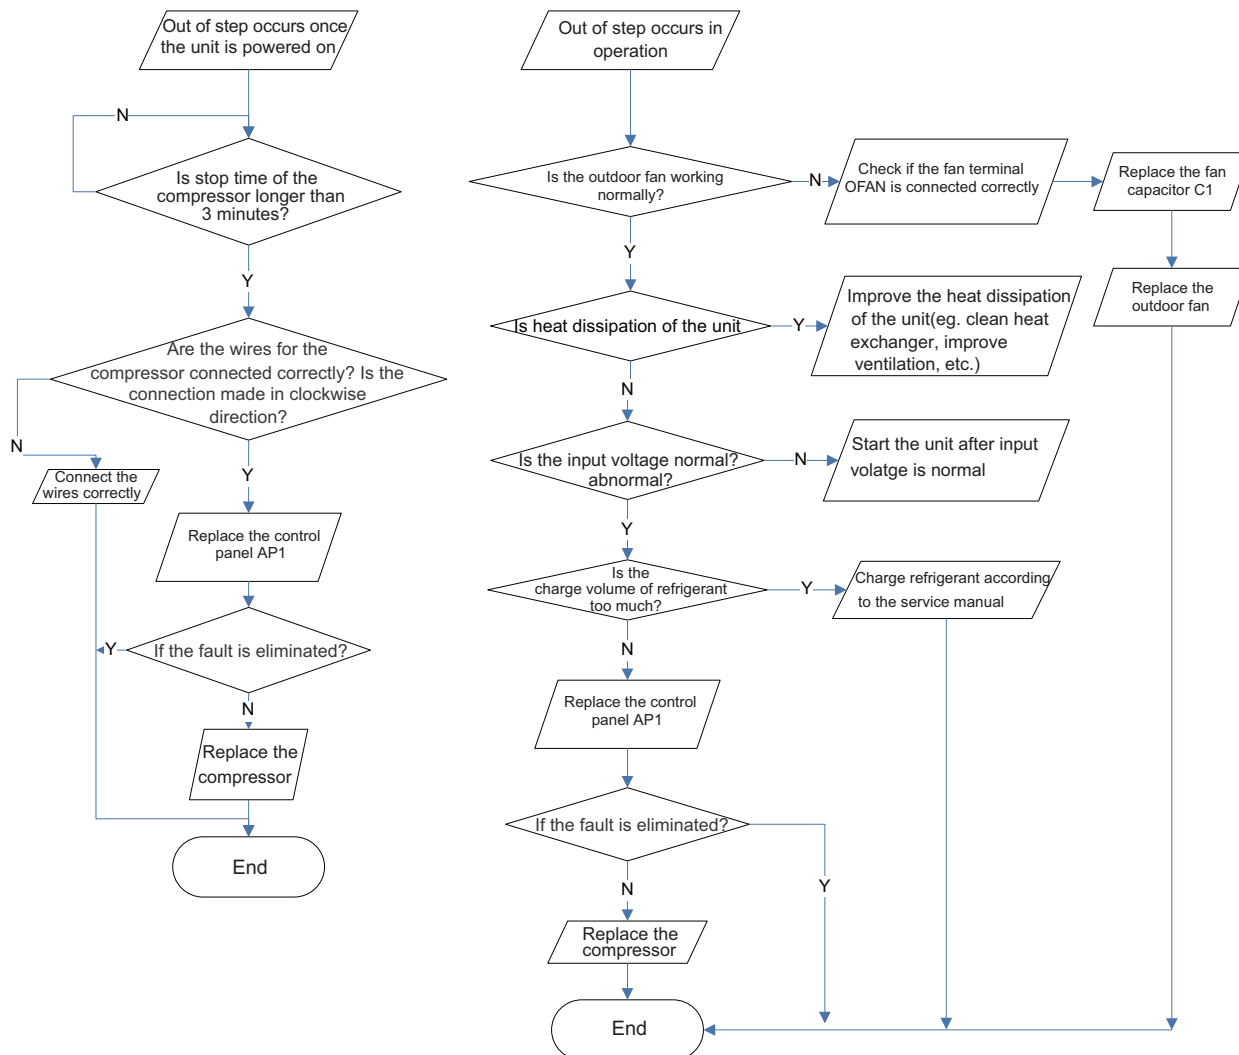 Out of step occurs once
the unit is powered on
N
Is stop time of the
compressor longer than
3 minutes?
Y
Are the wires for the
compressor connected correctly? Is the
connection made in clockwise
direction?
N
Connect the
wires correctly
Y
Replace the control
panel AP1
If the fault is eliminated?
Y
N
Replace the
compressor
End
Out of step occurs in
operation
Is the outdoor fan working
normally?
N
Check if the fan terminal
OFAN is connected correctly
Replace the fan
capacitor C1
Replace the
outdoor fan
Y
Is heat dissipation of the unit
Y
Improve the heat dissipation
of the unit(eg. clean heat
exchanger, improve
ventilation, etc.)
N
Is the input voltage normal?
abnormal?
N
Start the unit after input
volatge is normal
Y
Is the
charge volume of refrigerant
too much?
Y
Charge refrigerant according
to the service manual
N
Replace the control
panel AP1
If the fault is eliminated?
Y
N
Replace the
compressor
End